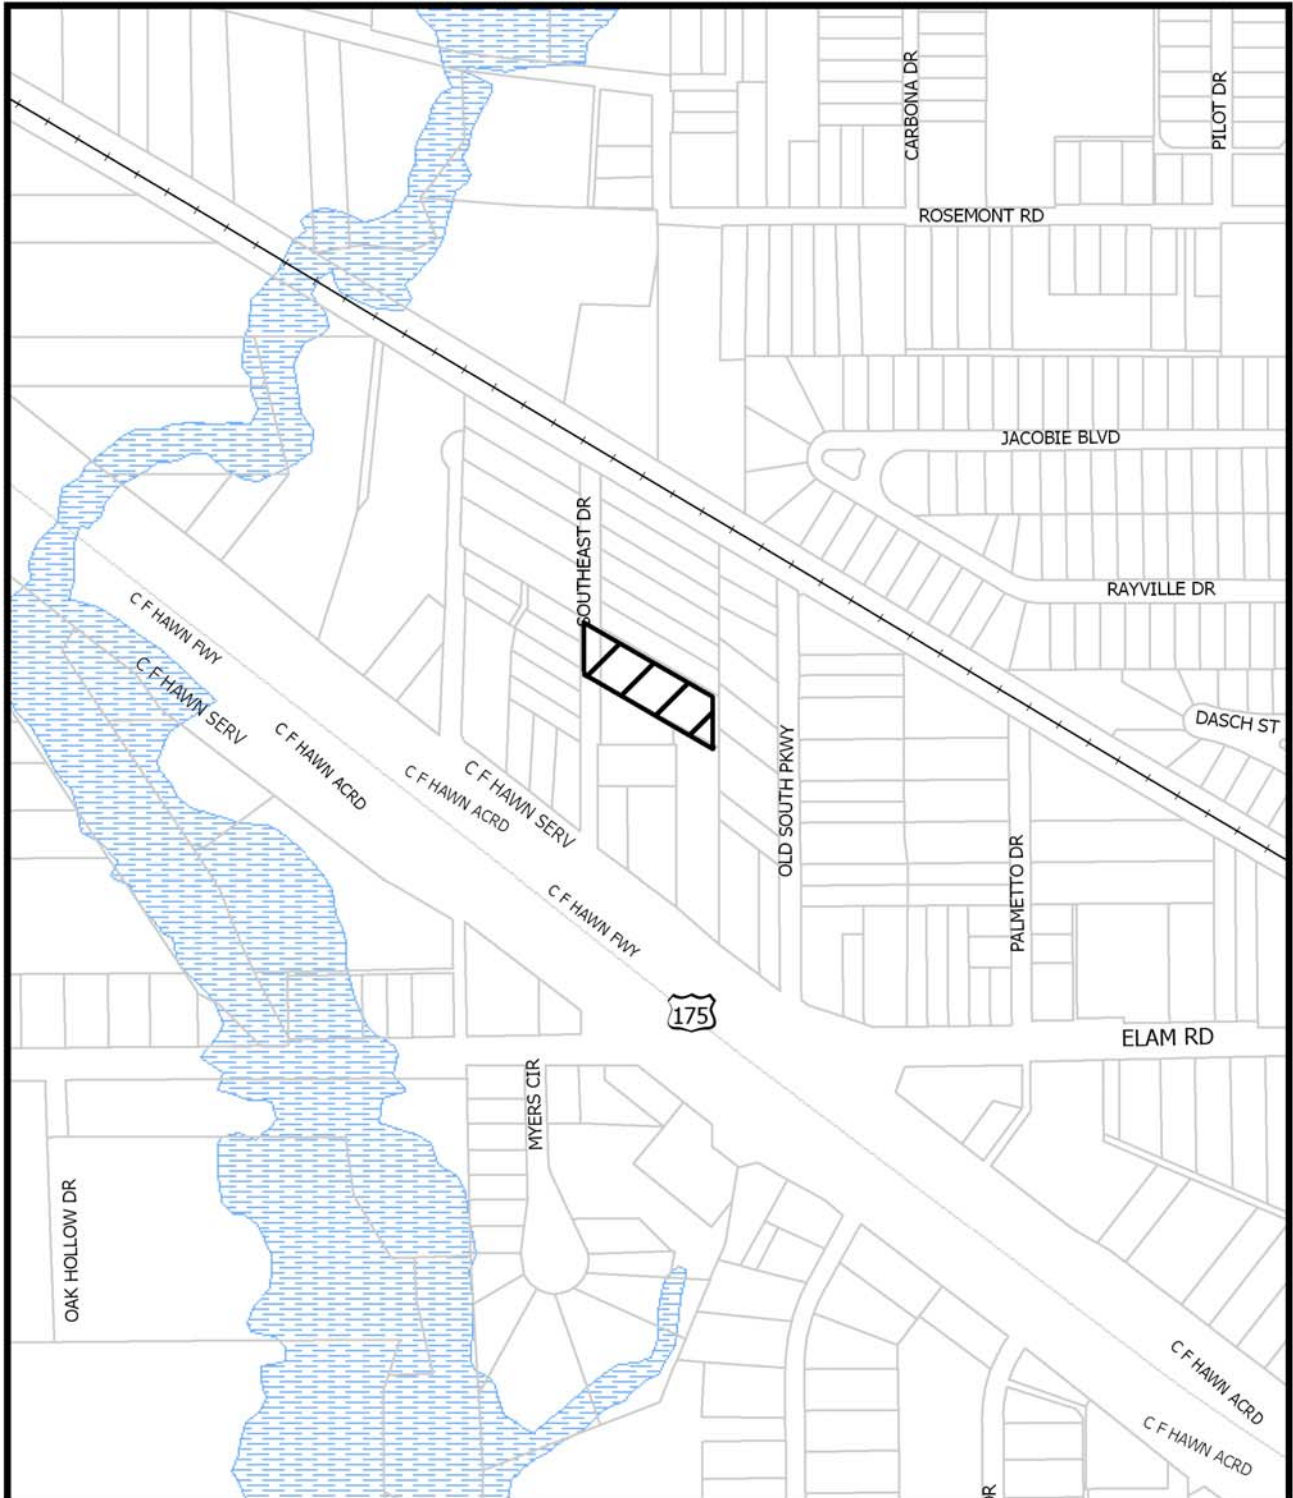 CARBONA DR
PILOT DR
ROSEMONT RD
JACOBIE BLVD
SOUTHEAST DR
RAYVILLE DR
C F HAWN FWY
C F HAWN SERV
DASCH ST
C F HAWN ACRD
C F HAWN SERV
C F HAWN ACRD
OLD SOUTH PKWY
PALMETTO DR
C F HAWN FWY
175
ELAM RD
MYERS CIR
OAK HOLLOW DR
C F HAWN ACRD
C F HAWN ACRD
DR